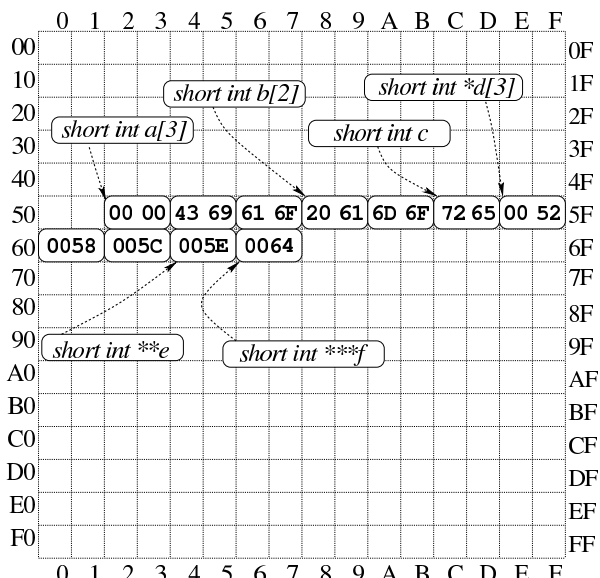 0 1 2 3 4 5 6 7 8 9 A B C D E F
00 0F
10 1F
short int b[2] short int *d[3]
20 2F
short int a[3] short int c
30 3F
40 4F
50 00 00 43 69 61 6F 20 61 6D 6F 72 65 00 52 5F
60 0058 005C 005E 0064 6F
70 7F
80 8F
90 9F
short int **e short int ***f
A0 AF
B0 BF
C0 CF
D0 DF
E0 EF
F0 FF
0 1 2 3 4 5 6 7 8 9 A B C D E F